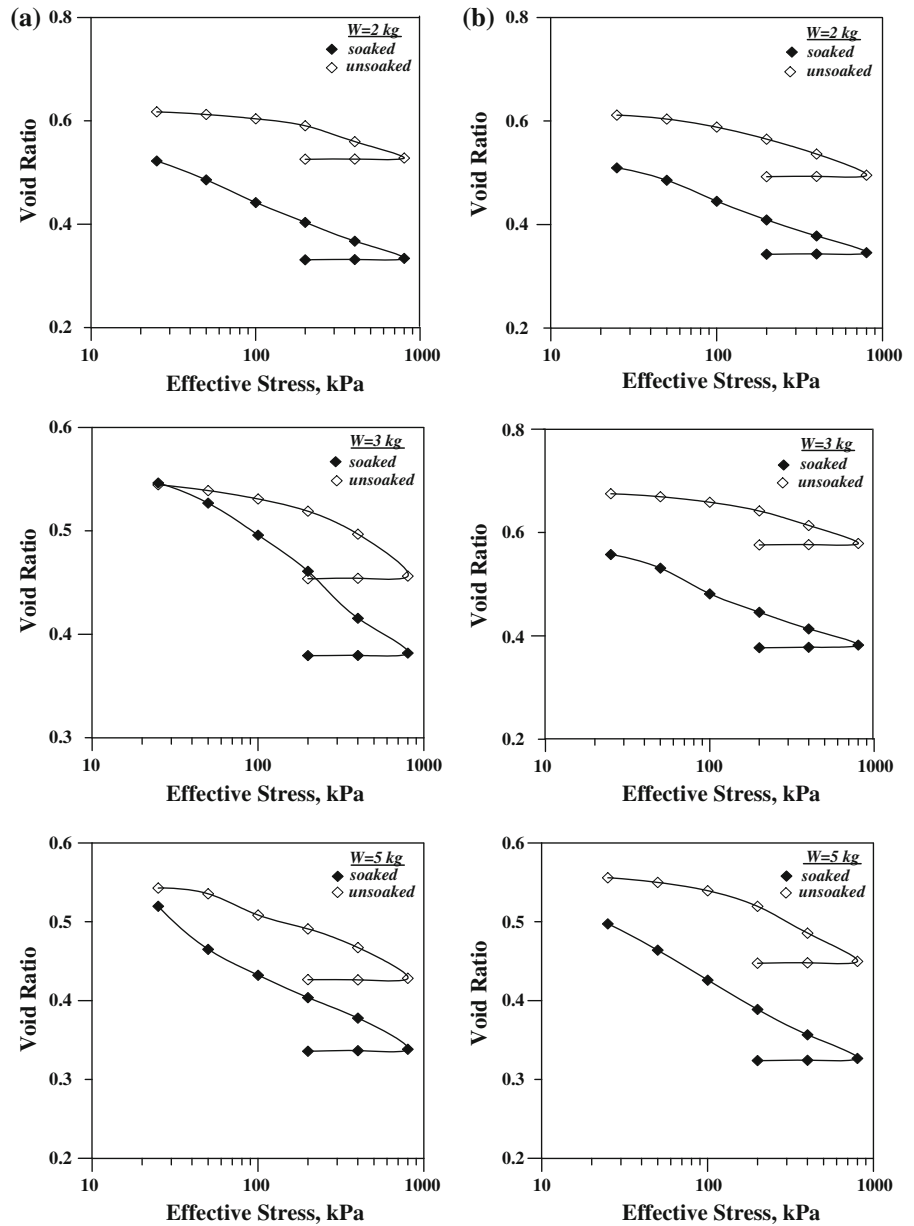 (a)
0.8
0.6
0.4
0.2
Void Ratio
W=2 kg
soaked
unsoaked
10 100 1000
Effective Stress, kPa
(b)
0.8
0.6
0.4
0.2
Void Ratio
W=2 kg
soaked
unsoaked
10 100 1000
Effective Stress, kPa
0.6
0.5
0.4
0.3
Void Ratio
W=3 kg
soaked
unsoaked
10 100 1000
Effective Stress, kPa
0.8
0.6
0.4
0.2
Void Ratio
W=3 kg
soaked
unsoaked
10 100 1000
Effective Stress, kPa
0.6
0.5
0.4
0.3
0.2
Void Ratio
W=5 kg
soaked
unsoaked
10 100 1000
Effective Stress, kPa
0.6
0.5
0.4
0.3
0.2
Void Ratio
W=5 kg
soaked
unsoaked
10 100 1000
Effective Stress, kPa